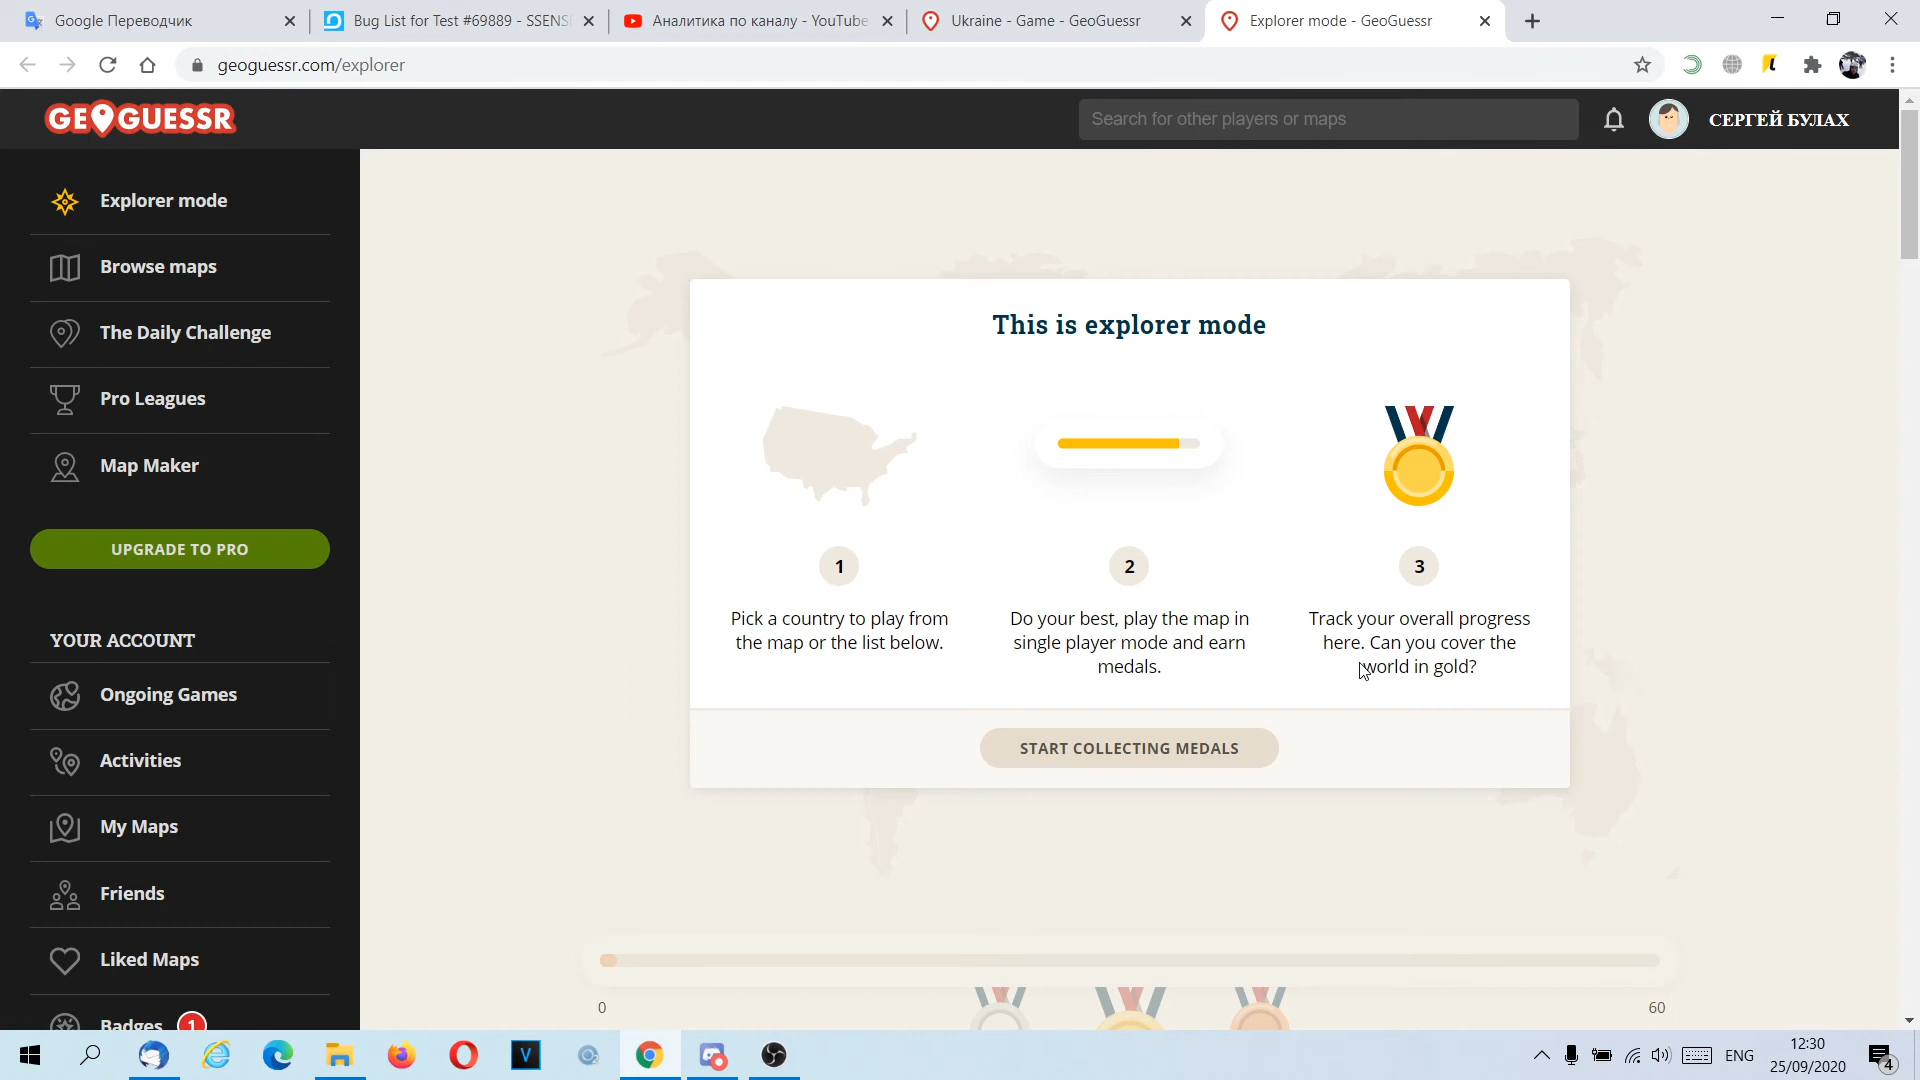 Google Переводчик
Bug List for Test #69889 - SSENS
Аналитика по каналу - YouTube
Ukraine - Game - GeoGuessr
Explorer mode - GeoGuessr
geoguessr.com/explorer
GEOGUESSR
Search for other players or maps
СЕРГЕЙ БУЛАХ
Explorer mode
Browse maps
The Daily Challenge
Pro Leagues
Map Maker
UPGRADE TO PRO
YOUR ACCOUNT
Ongoing Games
Activities
My Maps
Friends
Liked Maps
Badges 1
This is explorer mode
1
Pick a country to play from
the map or the list below.
2
Do your best, play the map in
single player mode and earn
medals.
3
Track your overall progress
here. Can you cover the
world in gold?
START COLLECTING MEDALS
0
60
ENG
12:30
25/09/2020
4